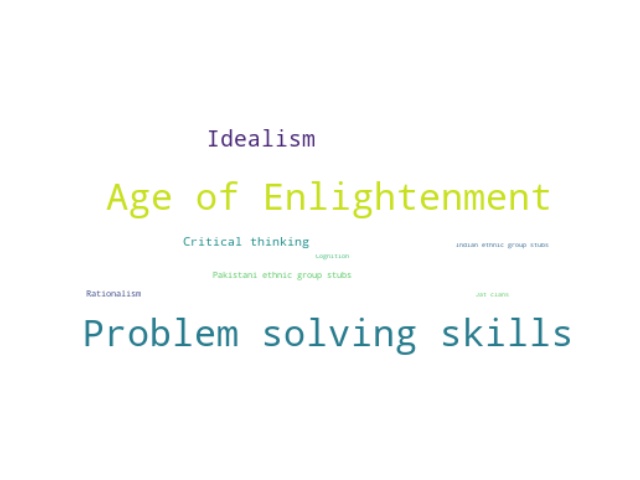 Idealism
Age of Enlightenment
Critical thinking
Indian ethnic group stubs
Cognition
Pakistani ethnic group stubs
Rationalism
Jat clans
Problem solving skills